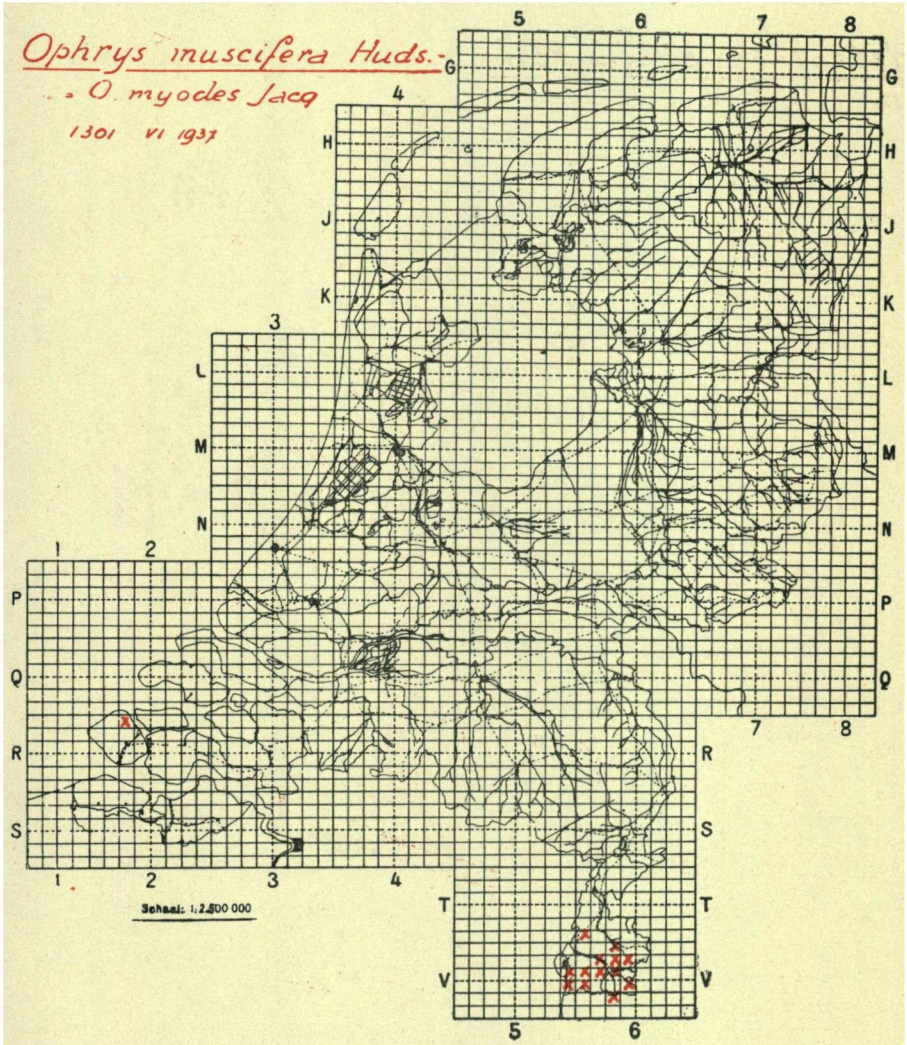 Ophrys muscifera Huds.-
= O. myodes Jacq
1301 VI 1937
5 6 7 8
G G
4
H H
J J
K K
3
L L
M M
N N
1 2
P P
Q Q
7 8
R R
S S
1 2 3 4
Schaal: 1:2.500 000
T T
V V
5 6